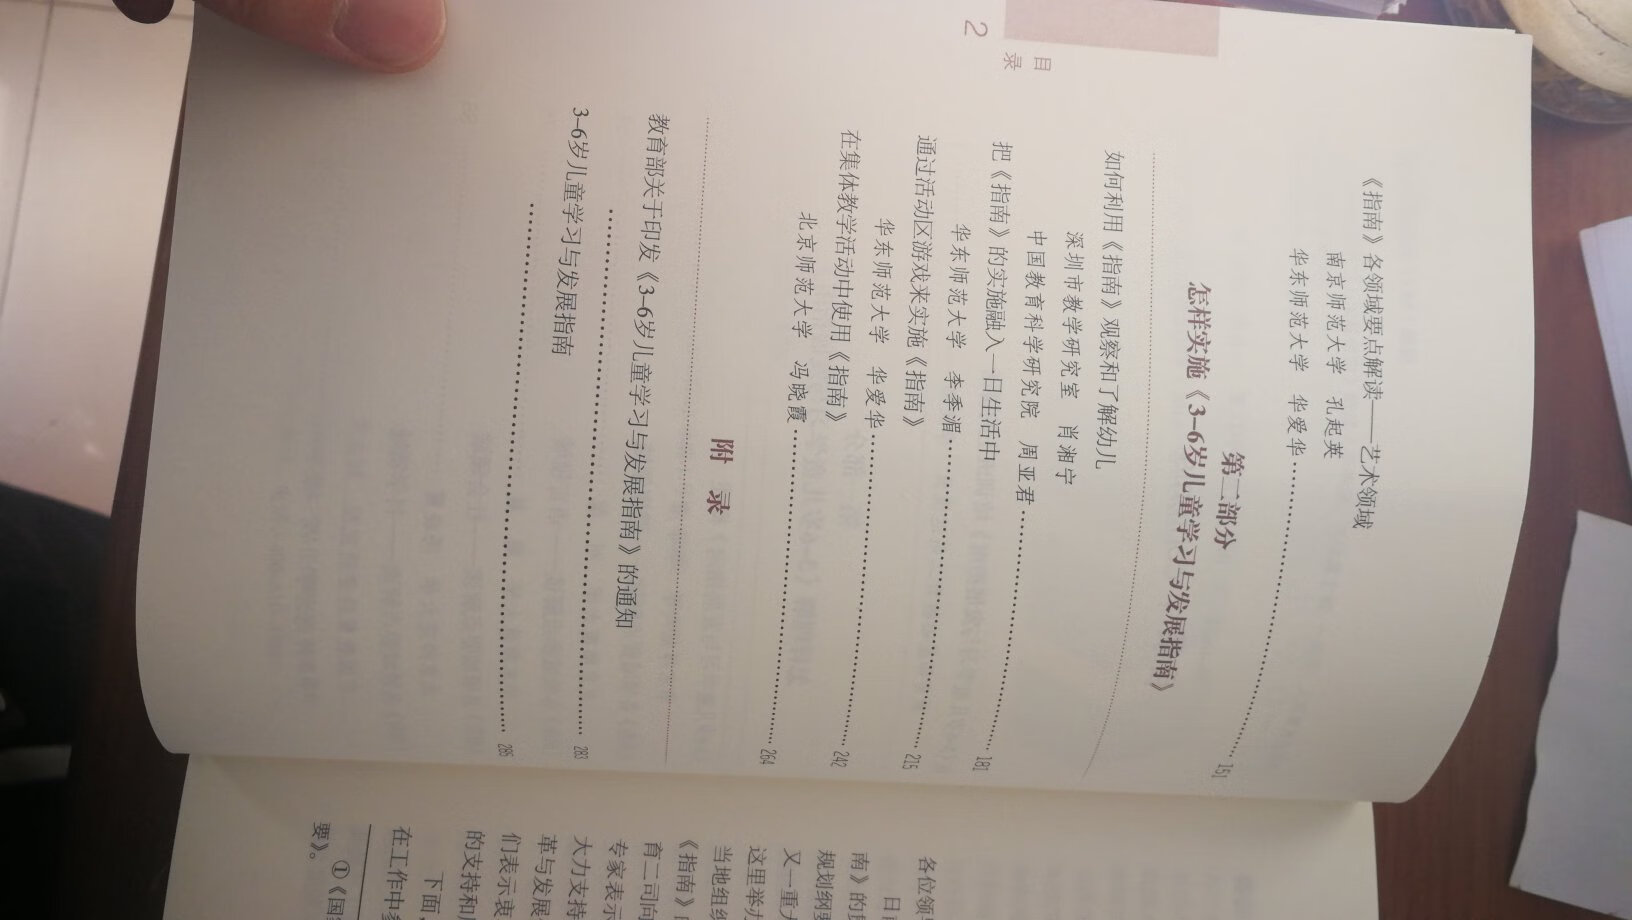 2
目
录
《指南》各领域要点解读——艺术领域
南京师范大学 孔起英
华东师范大学 华爱华 151
第二部分
怎样实施《3–6岁儿童学习与发展指南》
如何利用《指南》观察和了解幼儿
深圳市教学研究室 肖湘宁
中国教育科学研究院 周亚君 181
把《指南》的实施融入一日生活中
华东师范大学 李季湄 215
通过活动区游戏来实施《指南》
华东师范大学 华爱华 242
在集体教学活动中使用《指南》
北京师范大学 冯晓霞 264
附 录
教育部关于印发《3–6岁儿童学习与发展指南》的通知
283
3–6岁儿童学习与发展指南
285
各位领
南》的
规划纲要
又一重大
这里举办
当地组织
《指南》
育二司向
专家表示
大力支持
革与发展
们表示衷
的支持和
下面,
在工作中
①《国
要》。